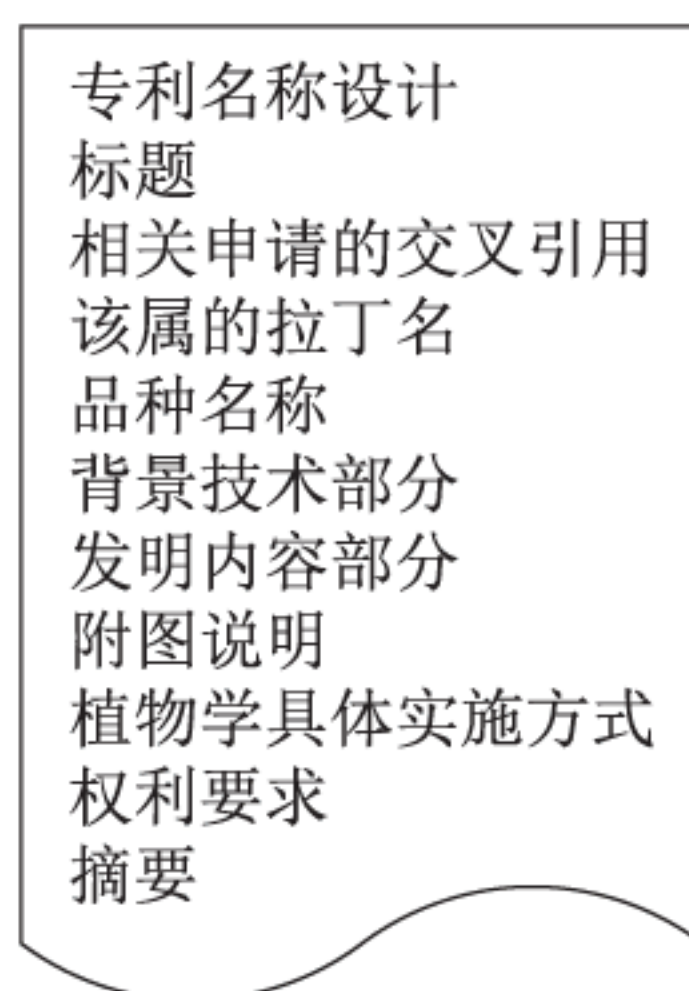 专利名称设计
标题
相关申请的交叉引用
该属的拉丁名
品种名称
背景技术部分
发明内容部分
附图说明
植物学具体实施方式
权利要求
摘要